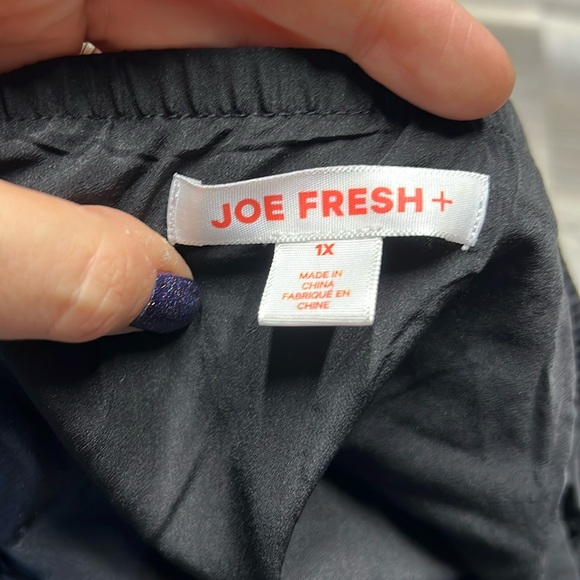 JOE FRESH +
1X
MADE IN
CHINA
FABRIQUÉ EN
CHINE